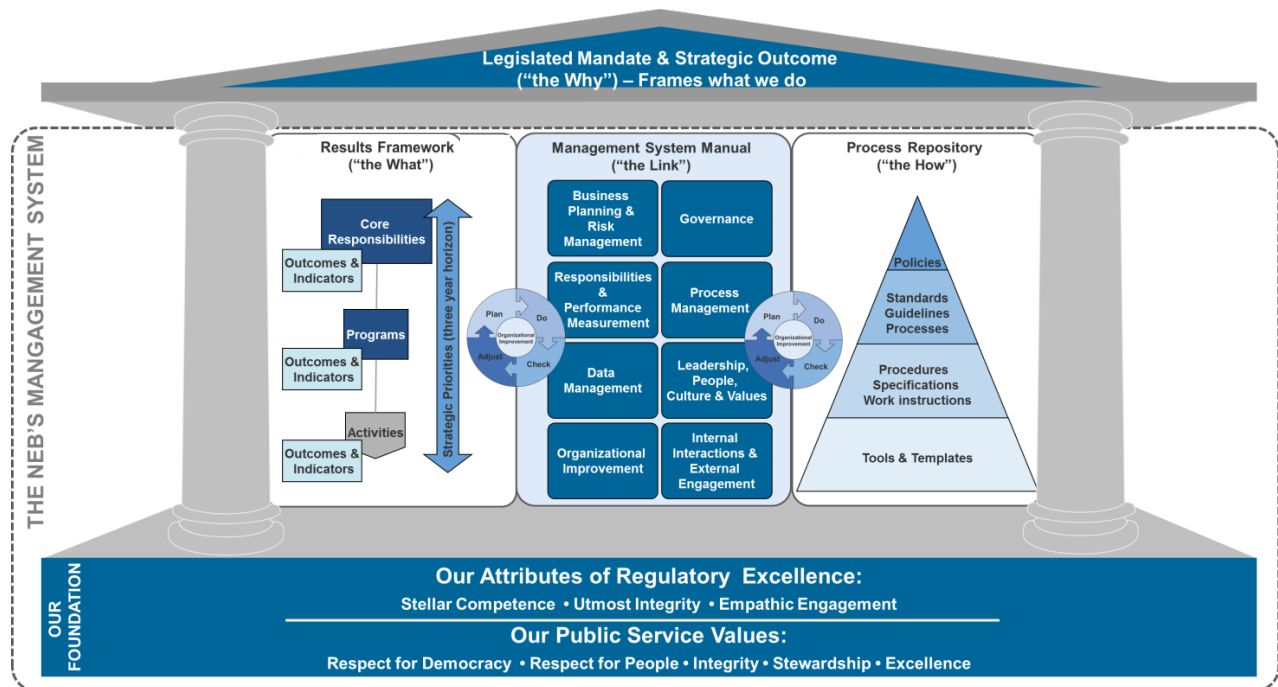 Legislated Mandate & Strategic Outcome
(“the Why”) – Frames what we do
THE NEB’S MANGAGEMENT SYSTEM
Results Framework
(“the What”)
Core
Responsibilities
Outcomes &
Indicators
Programs
Outcomes &
Indicators
Activities
Outcomes &
Indicators
Strategic Priorities (three year horizon)
Plan
Do
Organizational
Improvement
Adjust
Check
Management System Manual
(“the Link”)
Business
Planning &
Risk
Management
Governance
Responsibilities
&
Performance
Measurement
Process
Management
Data
Management
Leadership,
People,
Culture & Values
Organizational
Improvement
Internal
Interactions &
External
Engagement
Plan
Do
Organizational
Improvement
Adjust
Check
Process Repository
(“the How”)
Policies
Standards
Guidelines
Processes
Procedures
Specifications
Work instructions
Tools & Templates
OUR
FOUNDATION
Our Attributes of Regulatory Excellence:
Stellar Competence • Utmost Integrity • Empathic Engagement
Our Public Service Values:
Respect for Democracy • Respect for People • Integrity • Stewardship • Excellence